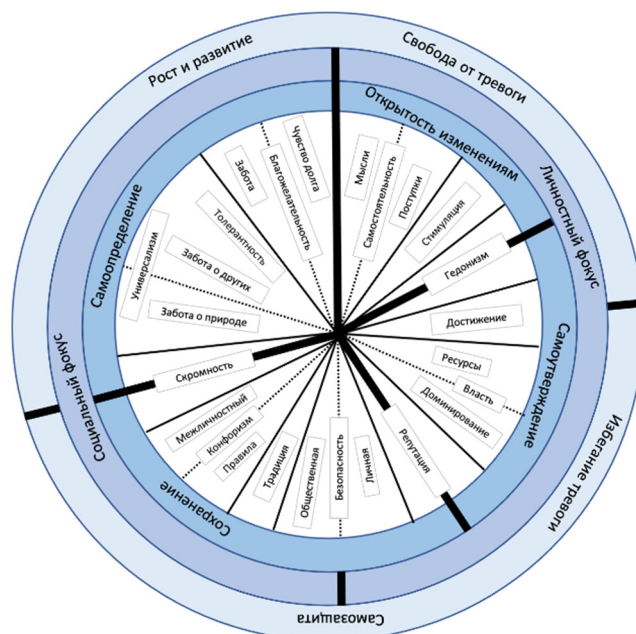 Рост и развитие
Свобода от тревоги
Избегание тревоги
Самозащита
Социальный фокус
Личностный фокус
Самоопределение
Открытость изменениям
Самоутверждение
Сохранение
Чувство долга
Благожелательность
Забота
Толерантность
Забота о других
Универсализм
Забота о природе
Скромность
Межличностный
Конформизм
Правила
Традиция
Общественная
Безопасность
Личная
Репутация
Доминирование
Власть
Ресурсы
Достижение
Гедонизм
Стимуляция
Поступки
Самостоятельность
Мысли